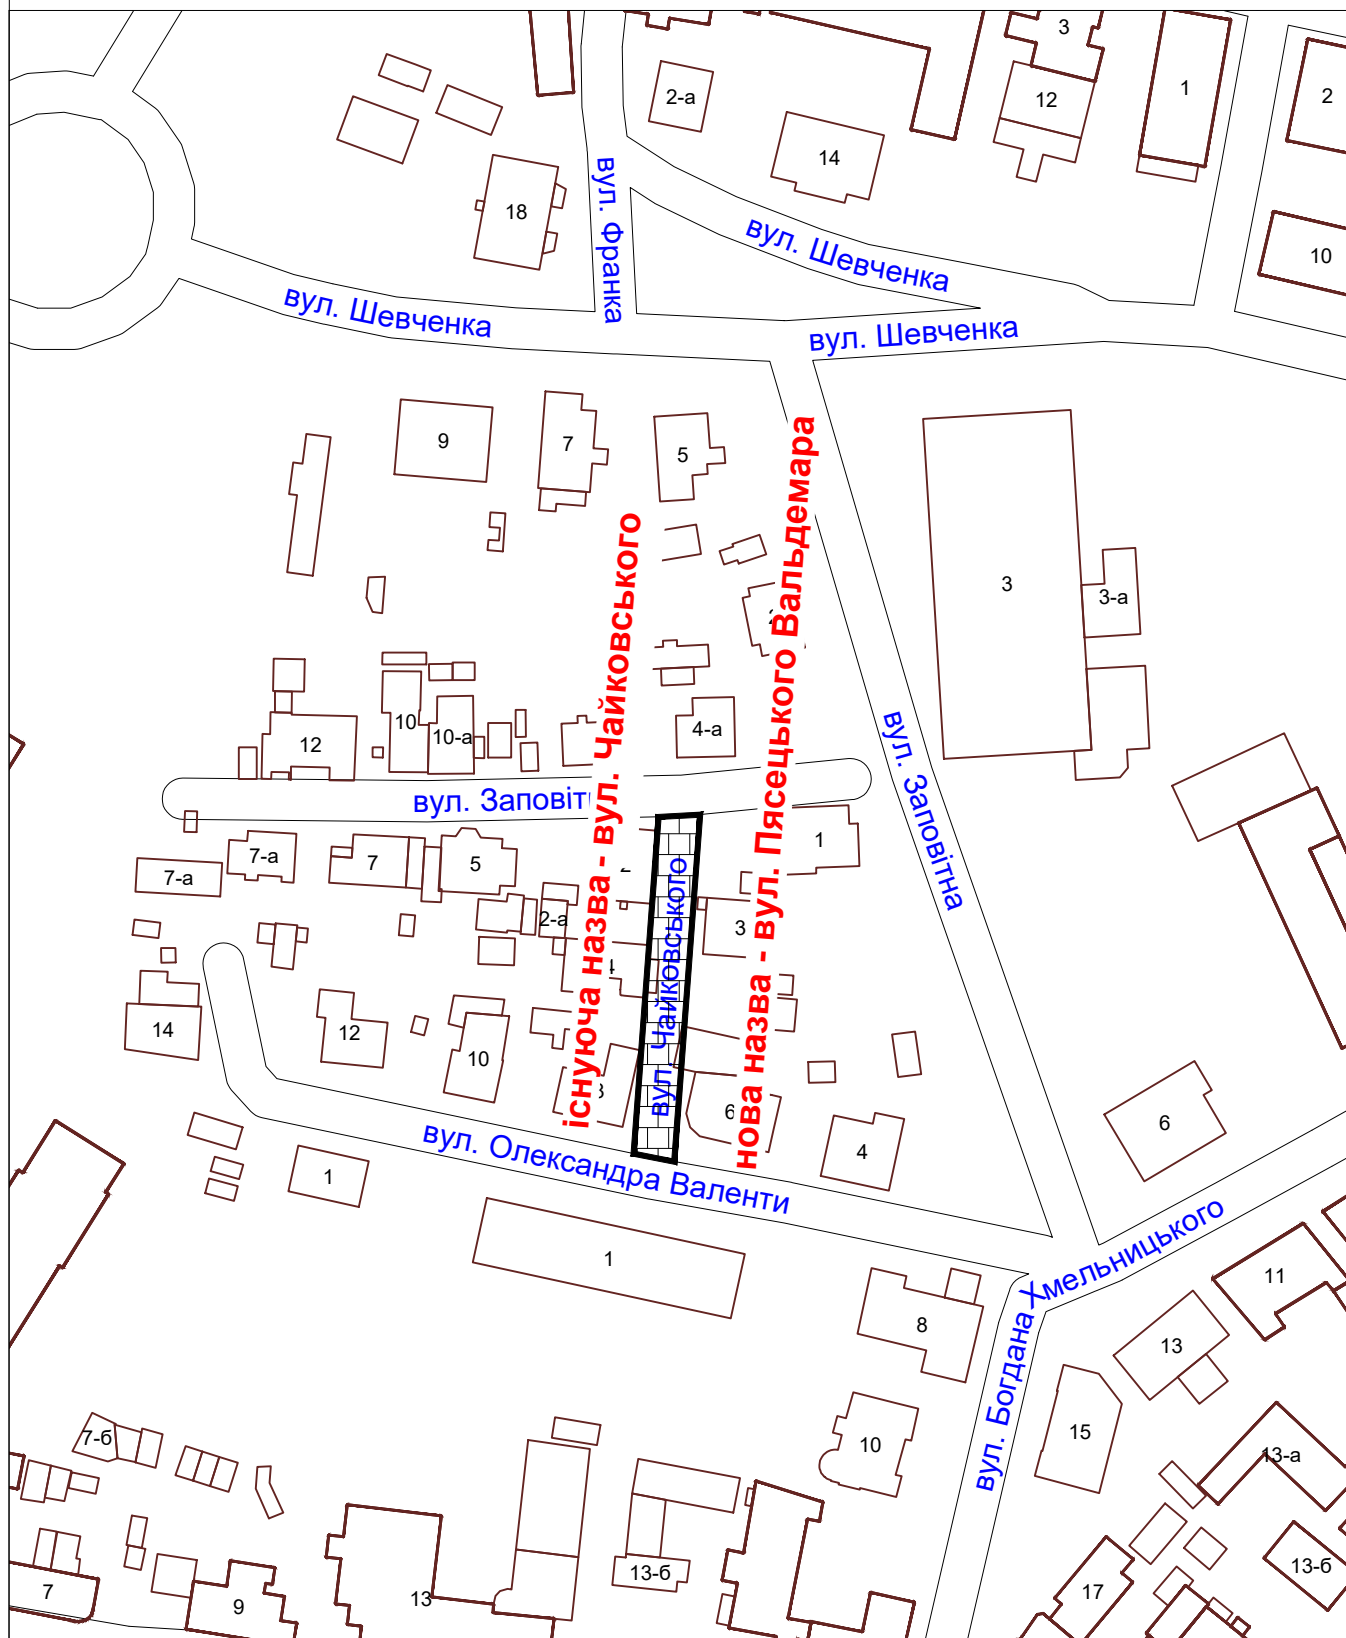 3
1
2
2-а
12
14
18
10
вул. Франка
вул. Шевченка
вул. Шевченка
вул. Шевченка
9
7
5
3
3-а
існуюча назва - вул. Чайковського
нова назва - вул. Пясецького Вальдемара
10
10-а
12
4-а
вул. Заповітна
вул. Чайковського
7-а
7-а
7
5
1
2-а
3
14
12
10
6
4
6
вул. Олександра Валенти
1
1
вул. Богдана Хмельницького
8
11
13
10
15
13-а
7-б
7
9
13
13-б
17
13-б